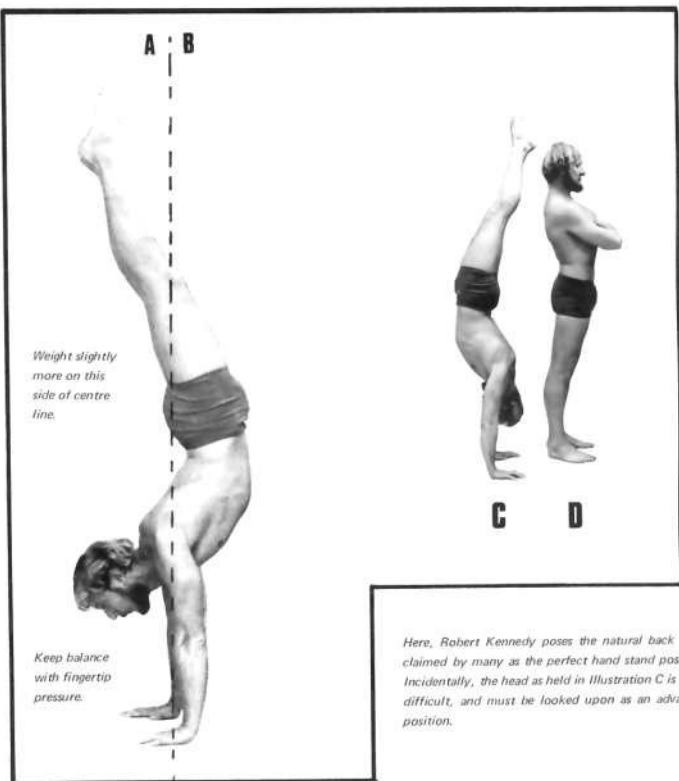 A B
Weight slightly
more on this
side of centre
line.
Keep balance
with fingertip
pressure.
C D
Here, Robert Kennedy poses the natural back
claimed by many as the perfect hand stand pos
Incidentally, the head as held in Illustration C is
difficult, and must be looked upon as an adva
position.